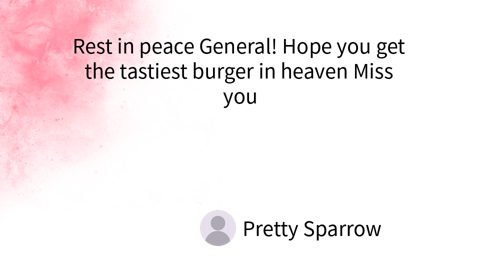 Rest in peace General! Hope you get
the tastiest burger in heaven Miss
you
Pretty Sparrow